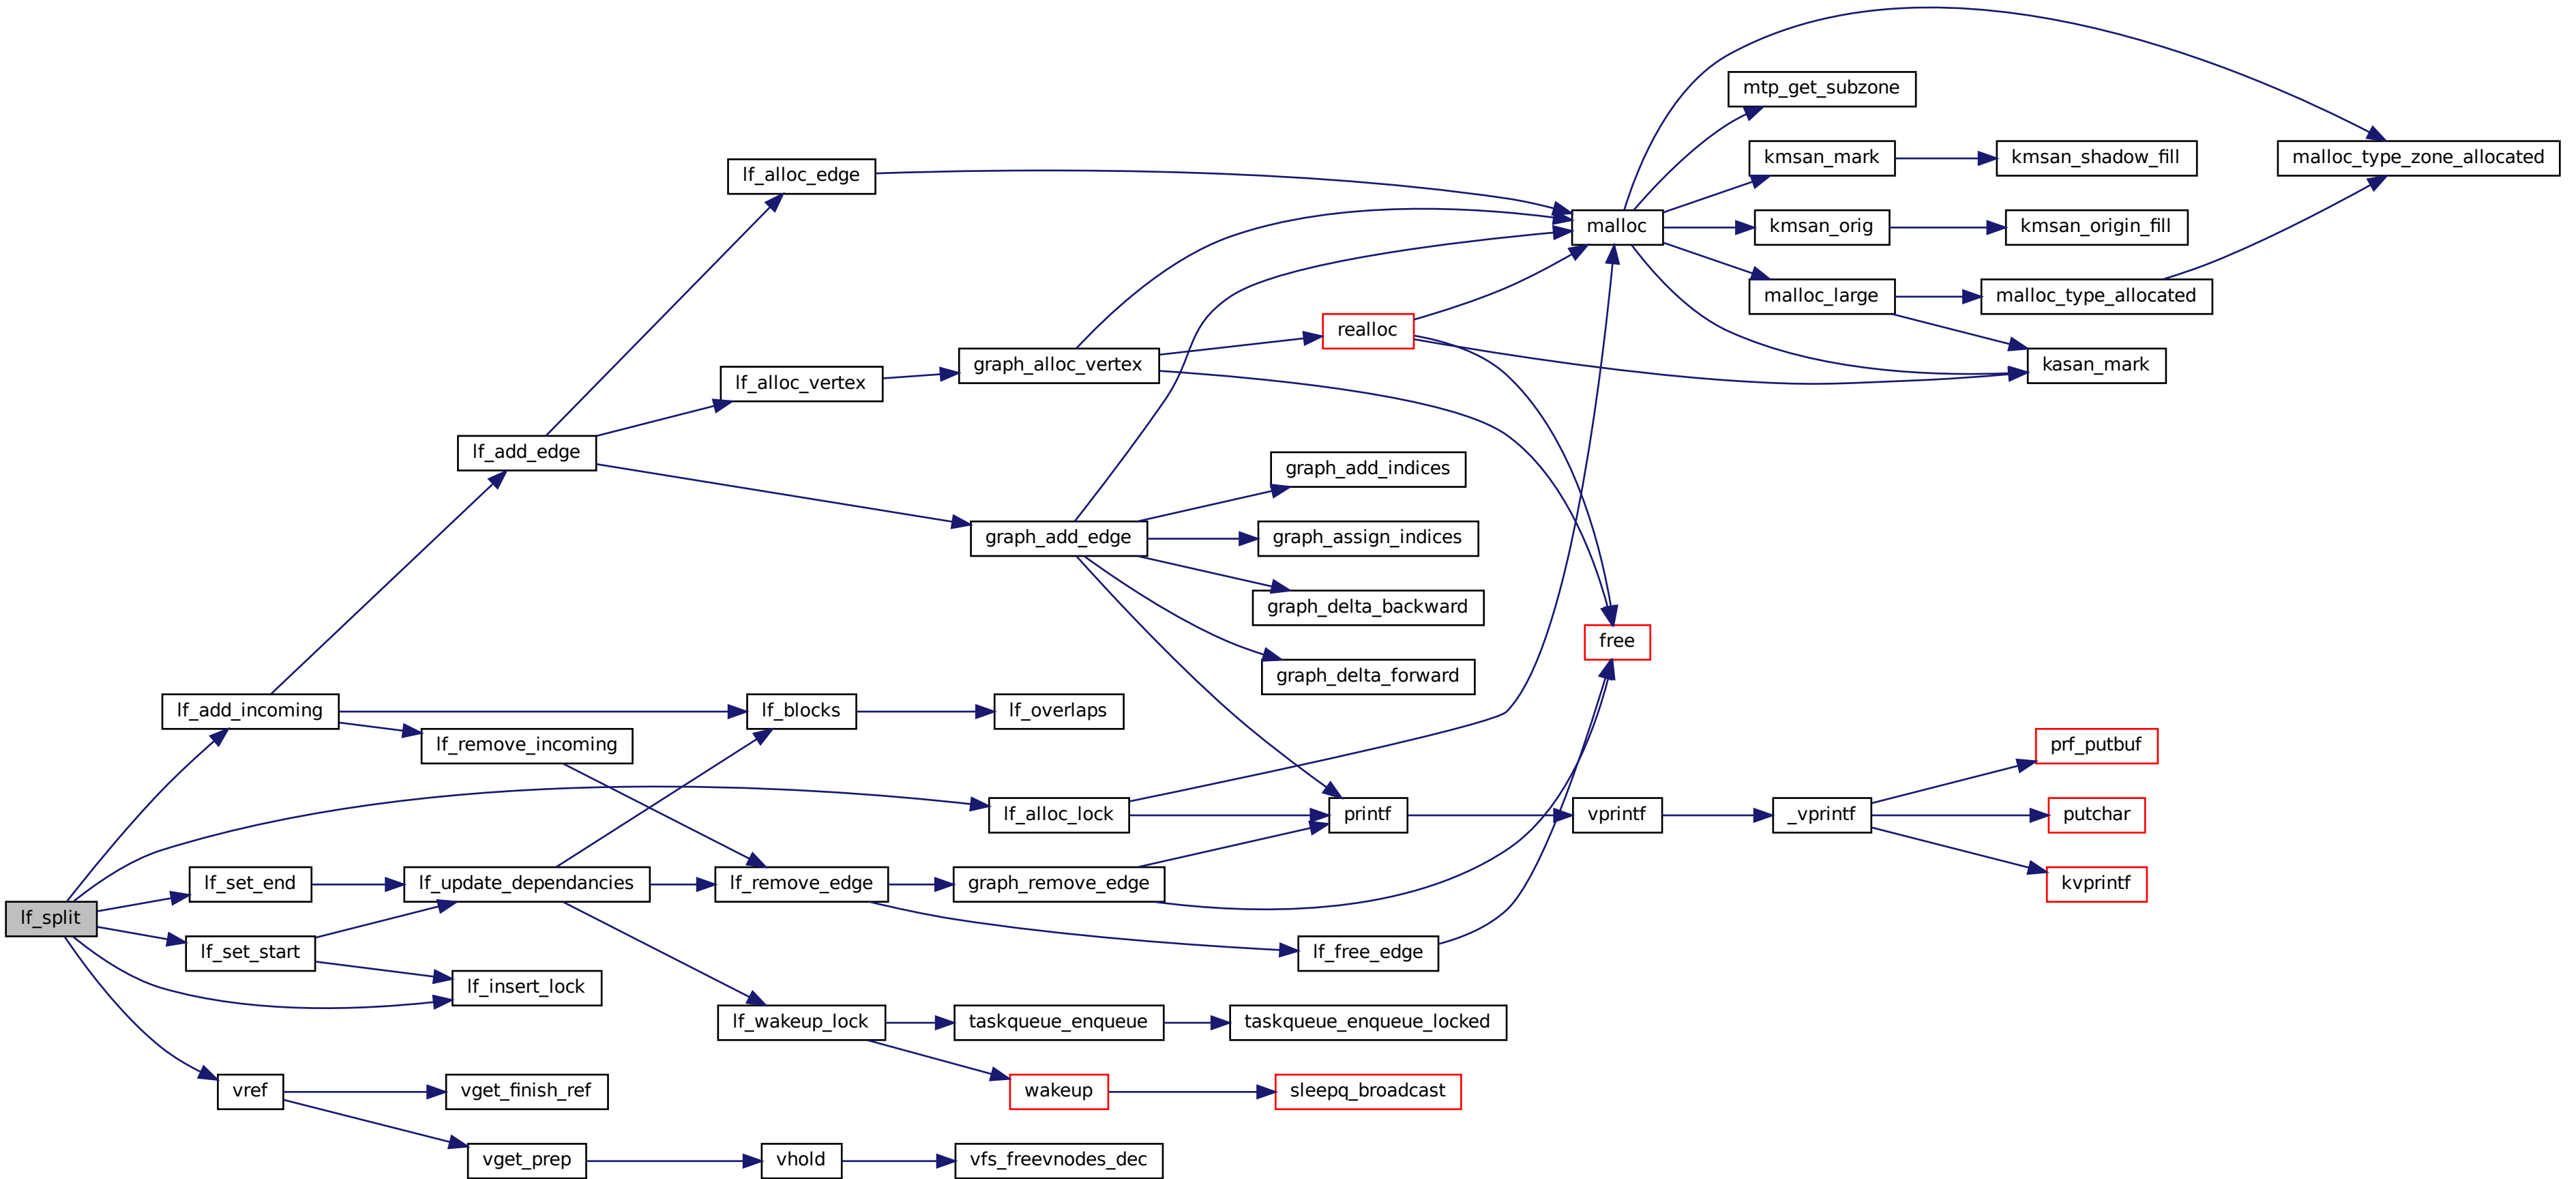 mtp_get_subzone
kmsan_mark
kmsan_shadow_fill
malloc_type_zone_allocated
lf_alloc_edge
malloc
kmsan_orig
kmsan_origin_fill
malloc_large
malloc_type_allocated
realloc
graph_alloc_vertex
kasan_mark
lf_alloc_vertex
lf_add_edge
graph_add_indices
graph_add_edge
graph_assign_indices
graph_delta_backward
free
graph_delta_forward
lf_add_incoming
lf_blocks
lf_overlaps
lf_remove_incoming
prf_putbuf
lf_alloc_lock
printf
vprintf
_vprintf
putchar
lf_set_end
lf_update_dependancies
lf_remove_edge
graph_remove_edge
kvprintf
lf_split
lf_set_start
lf_free_edge
lf_insert_lock
lf_wakeup_lock
taskqueue_enqueue
taskqueue_enqueue_locked
vref
vget_finish_ref
wakeup
sleepq_broadcast
vget_prep
vhold
vfs_freevnodes_dec